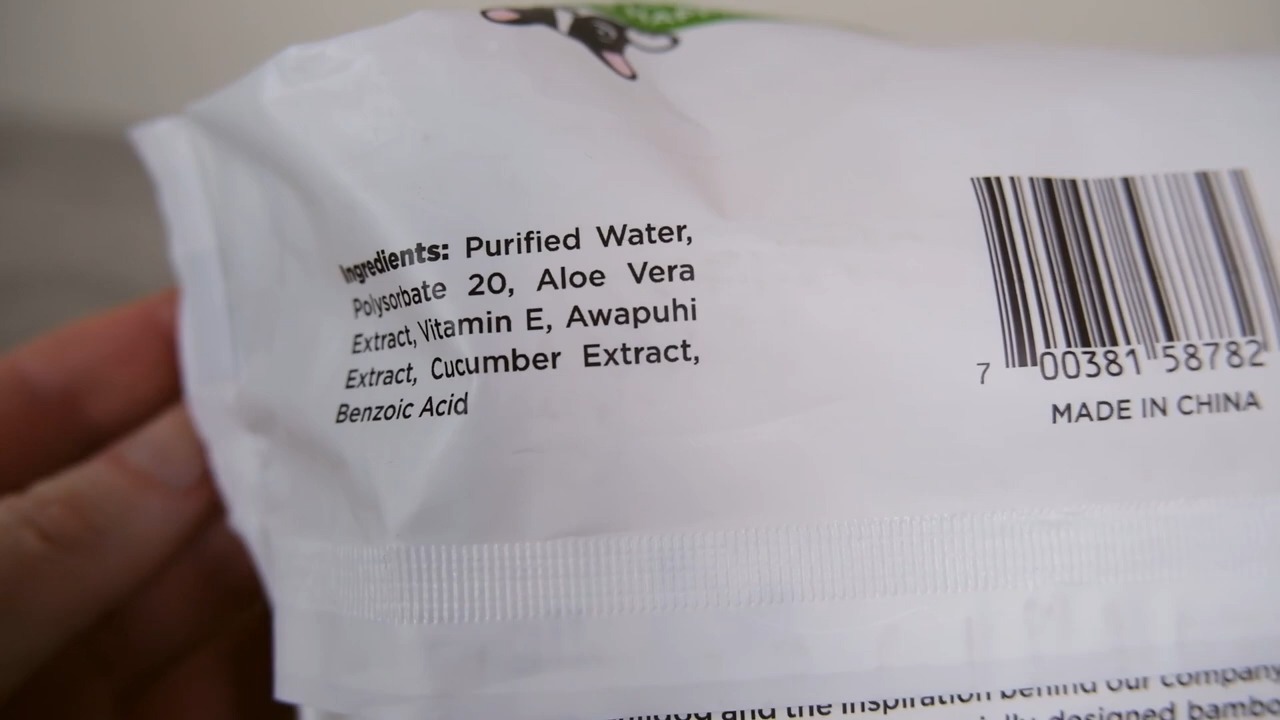 Ingredients: Purified Water,
Polysorbate 20, Aloe Vera
Extract, Vitamin E, Awapuhi
Extract, Cucumber Extract,
Benzoic Acid
7 00381 58782
MADE IN CHINA
and the inspiration behind our company
designed